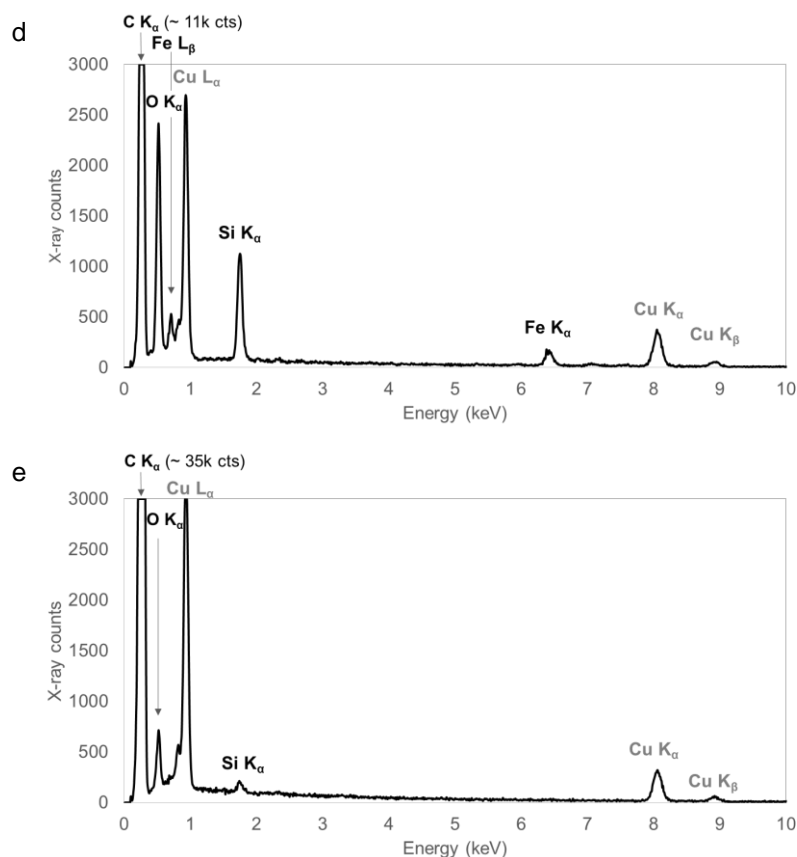 d
C Kα (~ 11k cts)
Fe Lβ
Cu Lα
O Kα
Si Kα
Fe Kα
Cu Kα
Cu Kβ
X-ray counts
3000
2500
2000
1500
1000
500
0
0 1 2 3 4 5 6 7 8 9 10
Energy (keV)
e
C Kα (~ 35k cts)
Cu Lα
O Kα
Si Kα
Cu Kα
Cu Kβ
X-ray counts
3000
2500
2000
1500
1000
500
0
0 1 2 3 4 5 6 7 8 9 10
Energy (keV)